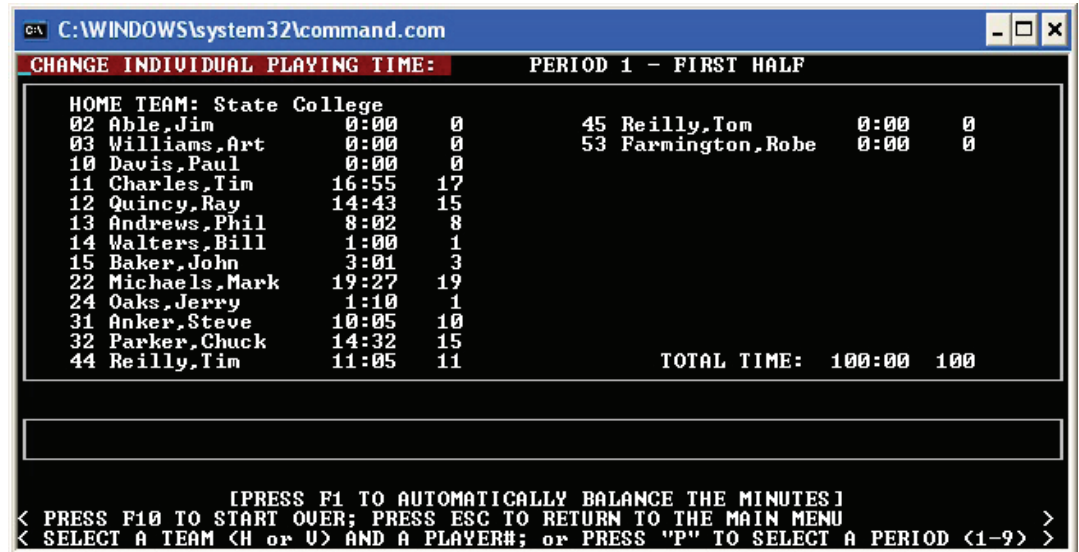 C:\WINDOWS\system32\command.com
CHANGE INDIVIDUAL PLAYING TIME: PERIOD 1 - FIRST HALF
HOME TEAM: State College
02 Able,Jim 0:00 0 45 Reilly,Tom 0:00 0
03 Williams,Art 0:00 0 53 Farmington,Robe 0:00 0
10 Davis,Paul 0:00 0
11 Charles,Tim 16:55 17
12 Quincy,Ray 14:43 15
13 Andrews,Phil 8:02 8
14 Walters,Bill 1:00 1
15 Baker,John 3:01 3
22 Michaels,Mark 19:27 19
24 Oaks,Jerry 1:10 1
31 Anker,Steve 10:05 10
32 Parker,Chuck 14:32 15
44 Reilly,Tim 11:05 11 TOTAL TIME: 100:00 100
[PRESS F1 TO AUTOMATICALLY BALANCE THE MINUTES]
< PRESS F10 TO START OVER; PRESS ESC TO RETURN TO THE MAIN MENU >
< SELECT A TEAM (H or V) AND A PLAYER#; or PRESS "P" TO SELECT A PERIOD (1-9) >